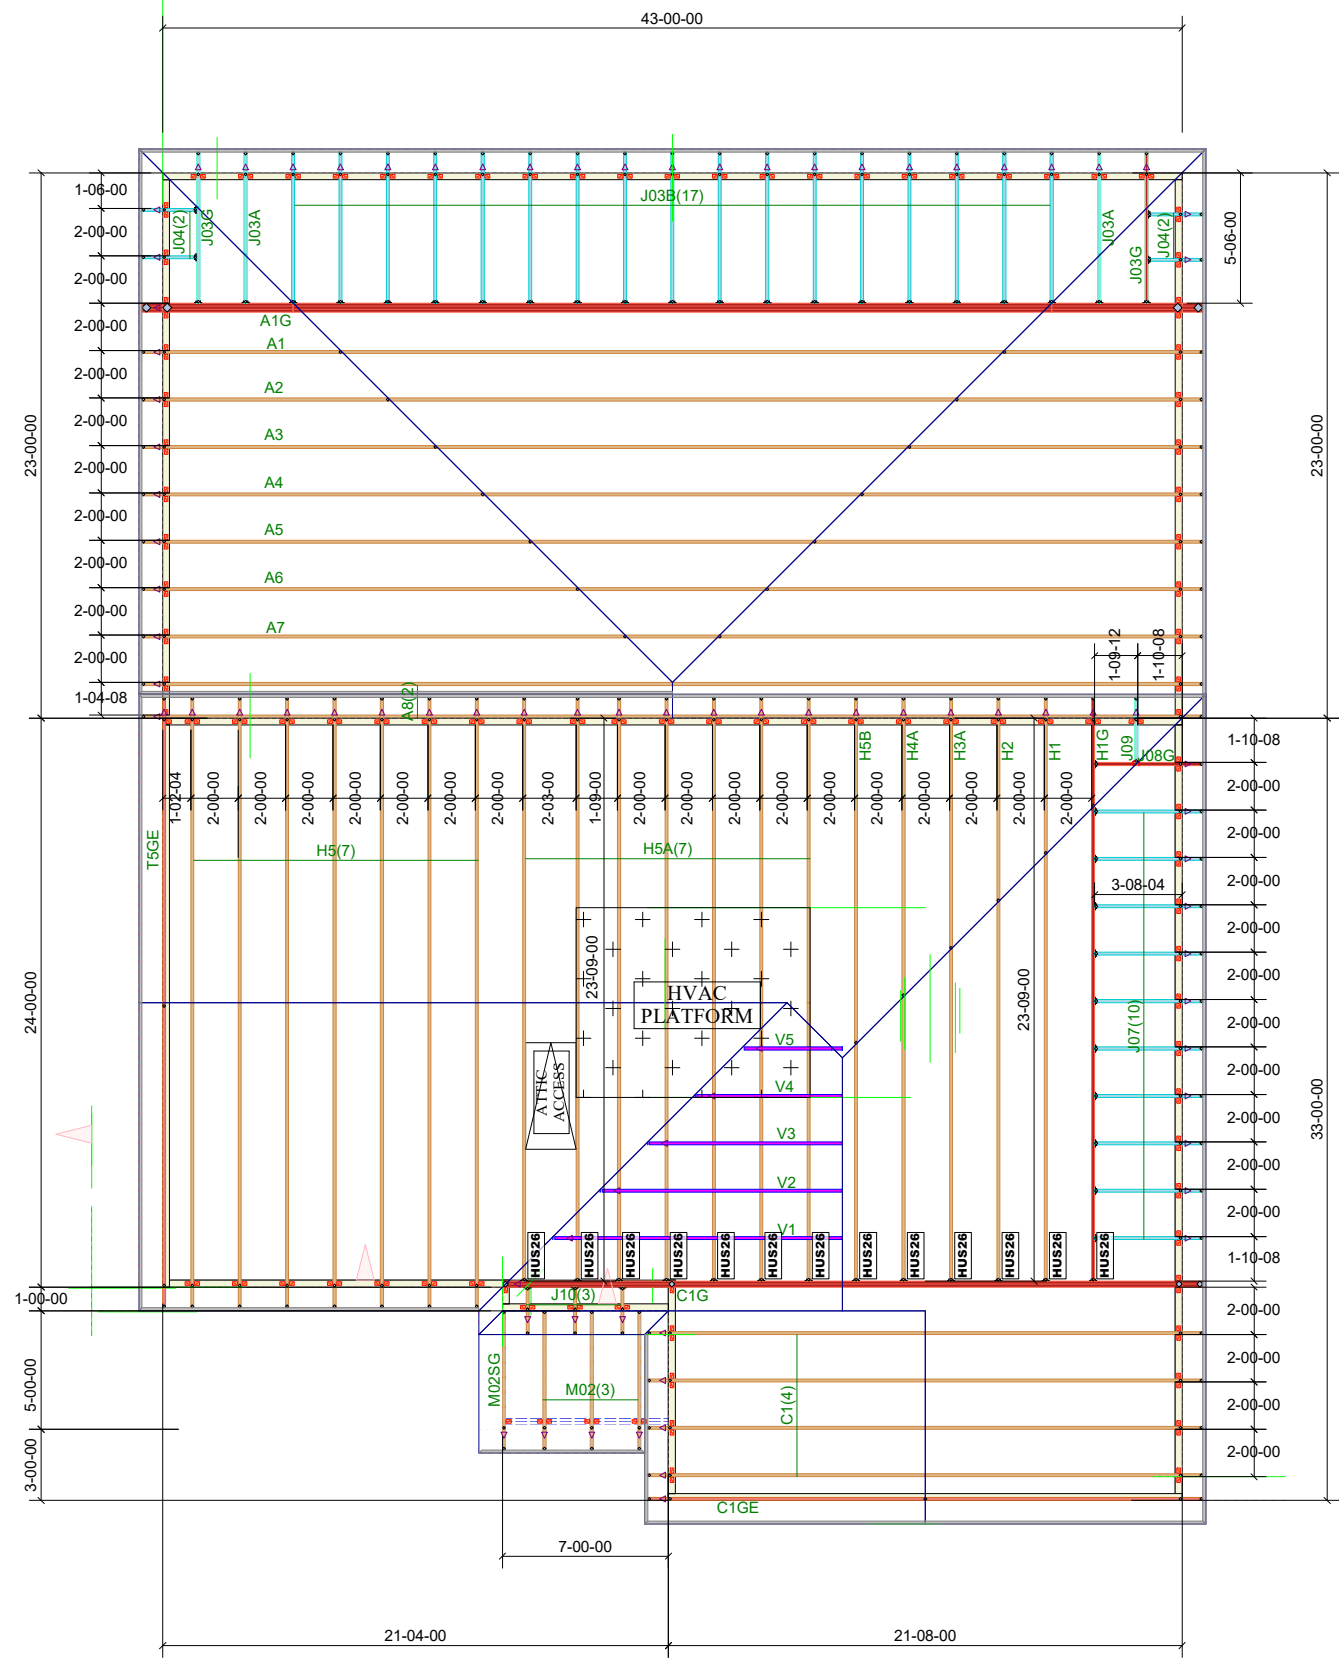 43-00-00
1-06-00
2-00-00
2-00-00
2-00-00
2-00-00
2-00-00
2-00-00
2-00-00
2-00-00
2-00-00
2-00-00
1-04-08
23-00-00
J04(2)
J03G
J03A
J03B(17)
J03A
J03G
J04(2)
5-06-00
23-00-00
A1G
A1
A2
A3
A4
A5
A6
A7
A8(2)
1-09-12
1-10-08
H5B
H4A
H3A
H2
H1
H1G
J09
J08G
1-02-04
2-00-00
2-00-00
2-00-00
2-00-00
2-00-00
2-00-00
2-03-00
1-09-00
2-00-00
2-00-00
2-00-00
2-00-00
2-00-00
2-00-00
2-00-00
2-00-00
2-00-00
T5GE
H5(7)
H5A(7)
24-00-00
23-09-00
23-09-00
HVAC
PLATFORM
ATTIC
ACCESS
V5
V4
V3
V2
V1
3-08-04
J07(10)
1-10-08
2-00-00
2-00-00
2-00-00
2-00-00
2-00-00
2-00-00
2-00-00
2-00-00
2-00-00
2-00-00
1-10-08
2-00-00
2-00-00
2-00-00
2-00-00
33-00-00
HUS26
HUS26
HUS26
HUS26
HUS26
HUS26
HUS26
HUS26
HUS26
HUS26
HUS26
HUS26
HUS26
1-00-00
5-00-00
3-00-00
J10(3)
C1G
M02SG
M02(3)
C1(4)
C1GE
7-00-00
21-04-00
21-08-00